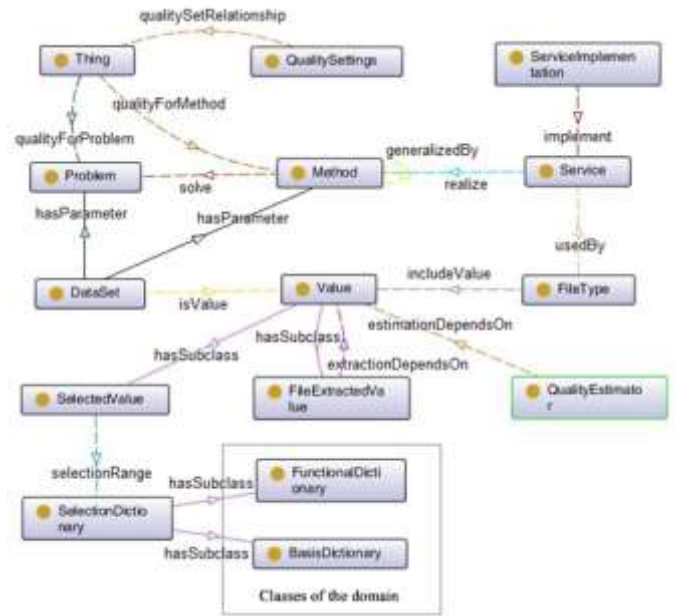 qualitySetRelationship
Thing
QualitySettings
ServiceImplemen
tation
qualityForMethod
qualityForProblem
implement
generalizedBy
Problem
solve
Method
realize
Service
hasParameter
hasParameter
usedBy
includeValue
DataSet
isValue
Value
FileType
estimationDependsOn
hasSubclass
hasSubclass
extractionDependsOn
SelectedValue
FileExtractedVa
lue
QualityEstimato
r
selectionRange
hasSubclass
FunctionalDicti
onary
SelectionDictio
nary
hasSubclass
BasisDictionary
Classes of the domain